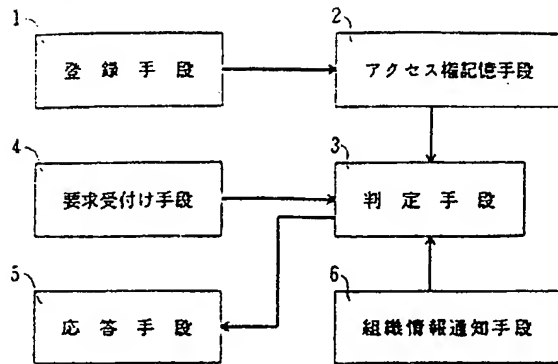 1
登録手段
2
アクセス権記憶手段
4
要求受付け手段
3
判定手段
5
応答手段
6
組織情報通知手段